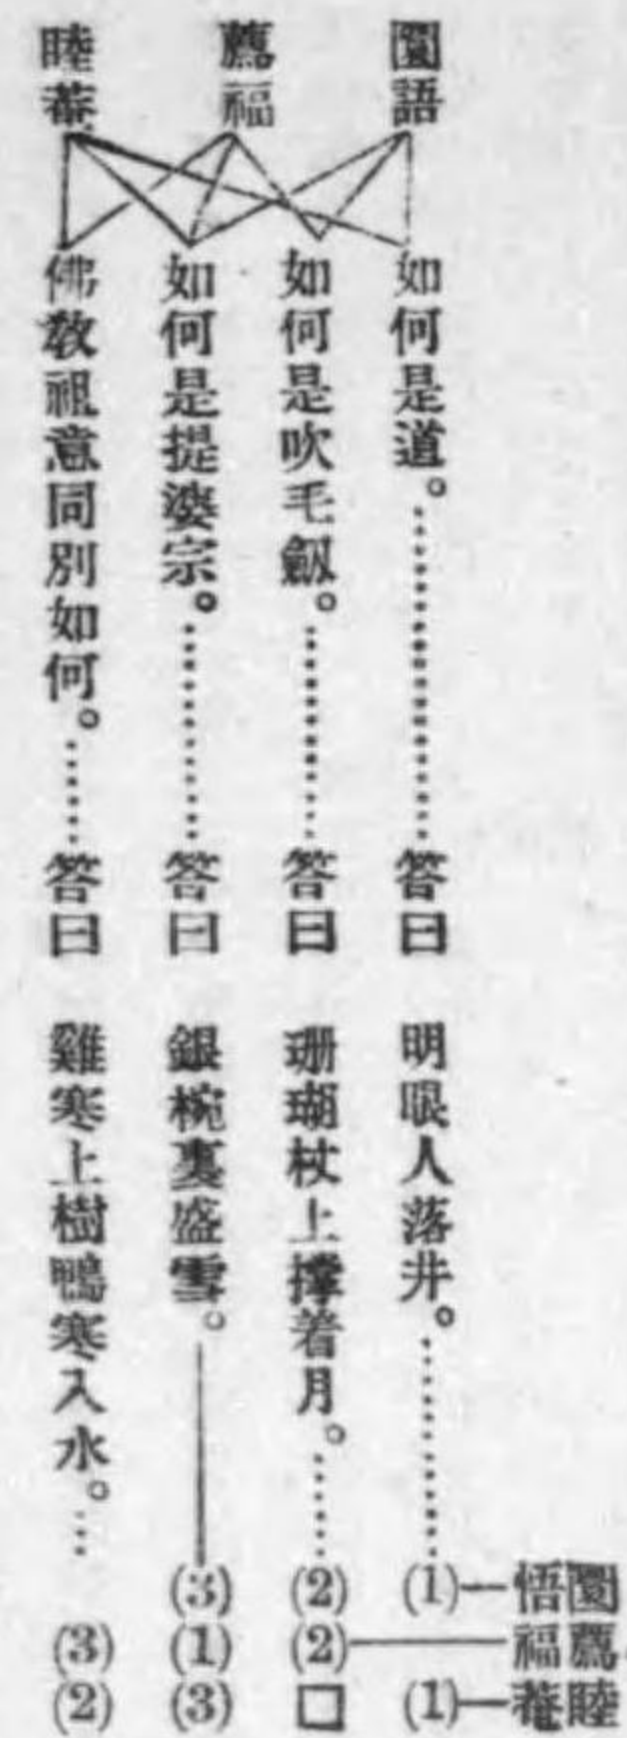 圜語
薦福
睦菴
如何是道。………答曰　明眼人落井。………(1)　(1)
如何是吹毛劔。………答曰　珊瑚杖上撑着月。……(2)(2)□
如何是提婆宗。………答曰　銀椀裏盛雪。——(3)(1)(3)
佛教祖意同別如何。……答曰　雞寒上樹鴨寒入水。…(3)(2)
圜悟
薦福
睦菴